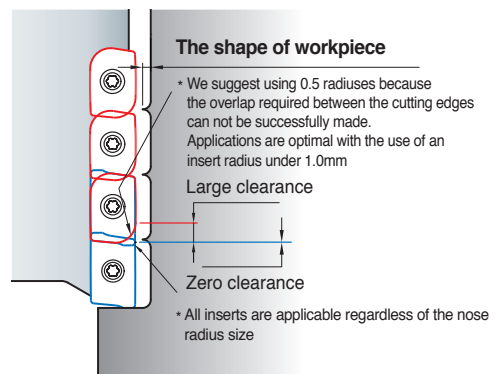 The shape of workpiece
* We suggest using 0.5 radiuses because
the overlap required between the cutting edges
can not be successfully made.
Applications are optimal with the use of an
insert radius under 1.0mm
Large clearance
Zero clearance
* All inserts are applicable regardless of the nose
radius size